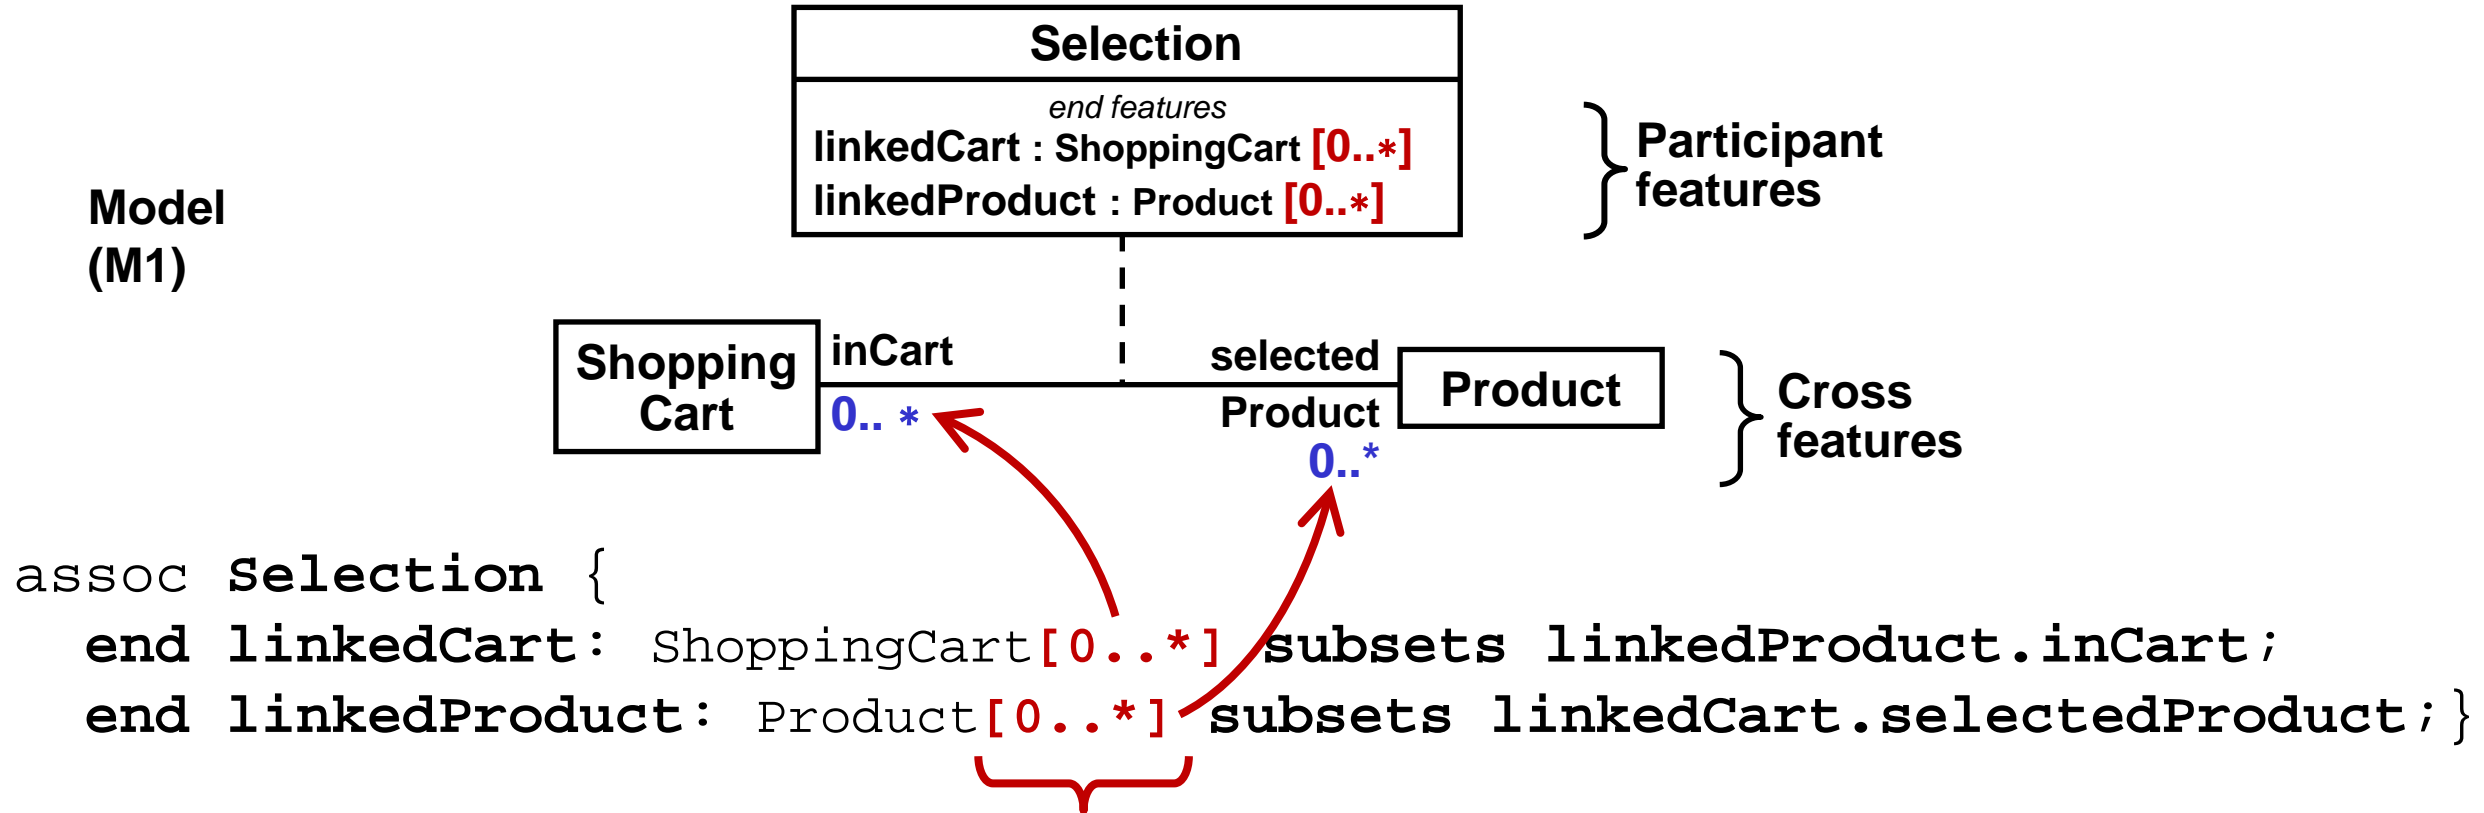 Selection
end features
linkedCart : ShoppingCart [0..*]
linkedProduct : Product [0..*]
Participant
features
Model
(M1)
Shopping
Cart
inCart
0.. *
selected
Product
0..*
Product
Cross
features
assoc Selection {
end linkedCart: ShoppingCart[0..*] subsets linkedProduct.inCart;
end linkedProduct: Product[0..*] subsets linkedCart.selectedProduct;}